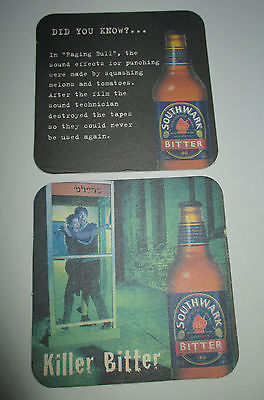 DID YOU KNOW?...
In "Raging Bull", the
sound effects for punching
were made by squashing
melons and tomatoes.
After the film the
sound technician
destroyed the tapes
so they could never
be used again.
SOUTHWARK
BITTER
SOUTHWARK
BITTER
Killer Bitter